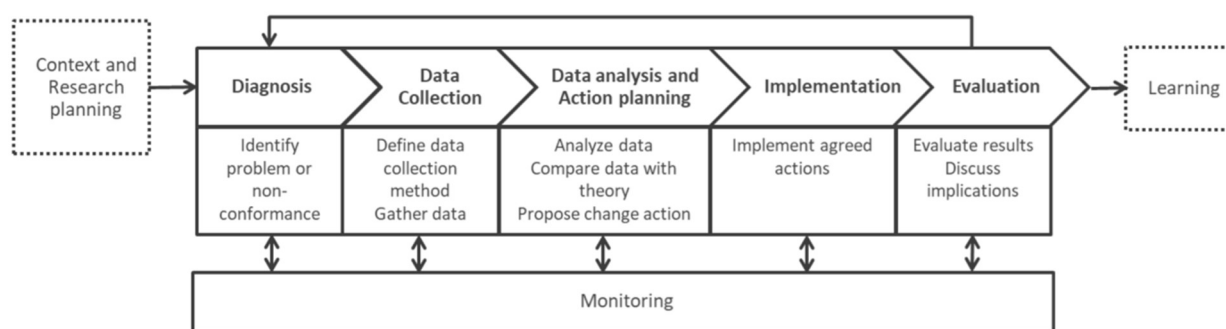 Context and
Research
planning
Diagnosis
Data
Collection
Data analysis and
Action planning
Implementation
Evaluation
Learning
Identify
problem or
non-
conformance
Define data
collection
method
Gather data
Analyze data
Compare data with
theory
Propose change action
Implement agreed
actions
Evaluate results
Discuss
implications
Monitoring